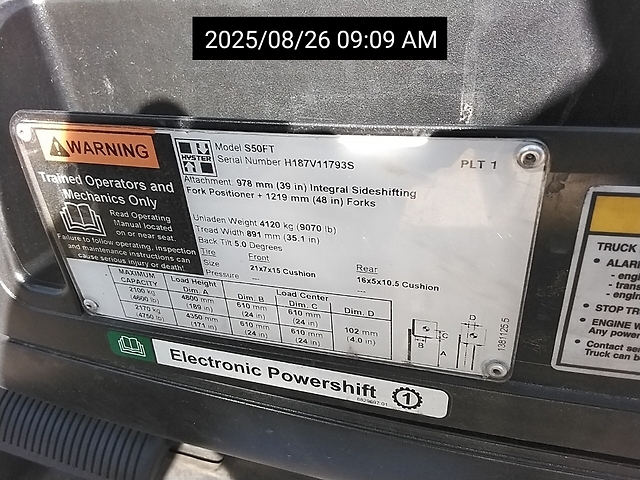 2025/08/26 09:09 AM
WARNING
Trained Operators and
Mechanics Only
Read Operating
Manual located
on or near seat.
Failure to follow operating, inspection
and maintenance instructions can
cause serious injury or death!
HYSTER
Model S50FT
Serial Number H187V11793S
PLT 1
Attachment: 978 mm (39 in) Integral Sideshifting
Fork Positioner + 1219 mm (48 in) Forks
Unladen Weight 4120 kg (9070 lb)
Tread Width 891 mm (35.1 in)
Back Tilt 5.0 Degrees
Tire Front Rear
Size 21x7x15 Cushion 16x5x10.5 Cushion
Pressure --- ---
MAXIMUM CAPACITY Load Height Dim. A Load Center Dim. B Dim. C Dim. D
2100 kg (4600 lb) 4800 mm (189 in) 610 mm (24 in) 610 mm (24 in)
2170 kg (4750 lb) 4350 mm (171 in) 610 mm (24 in) 610 mm (24 in) 102 mm (4.0 in)
D
C
B
A
1381126.5
Electronic Powershift 1
TRUCK
• ALAR
• STOP TR
• ENGINE
Any power
• Contact
Truck can b